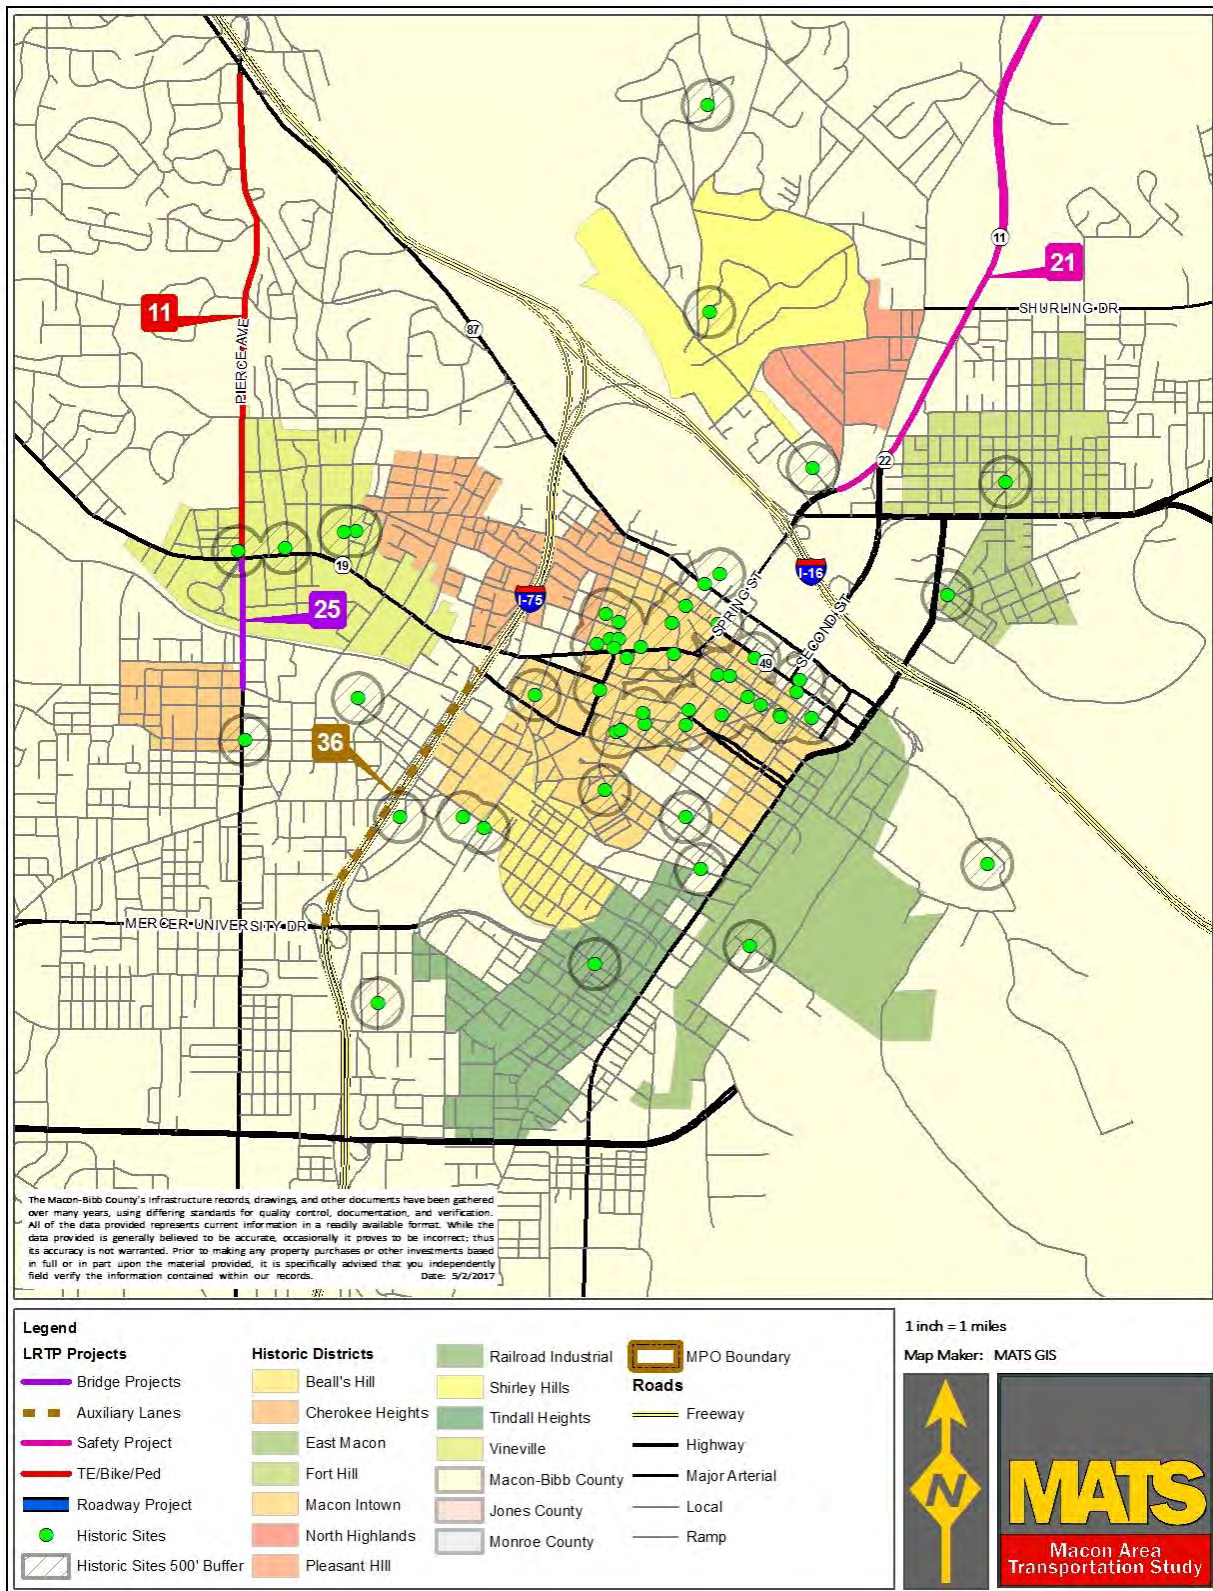 11
21
SHURLING DR
11
PIERCE AVE
87
22
19
I-75
I-16
25
SPRING ST
SECOND ST
49
36
MERCER UNIVERSITY DR
The Macon-Bibb County's infrastructure records, drawings, and other documents have been gathered
over many years, using differing standards for quality control, documentation, and verification.
All of the data provided represents current information in a readily available format. While the
data provided is generally believed to be accurate, occasionally it proves to be incorrect; thus
its accuracy is not warranted. Prior to making any property purchases or other investments based
in full or in part upon the material provided, it is specifically advised that you independently
field verify the information contained within our records. Date: 5/2/2017
Legend
LRTP Projects
Bridge Projects
Auxiliary Lanes
Safety Project
TE/Bike/Ped
Roadway Project
Historic Sites
Historic Sites 500' Buffer
Historic Districts
Beall's Hill
Cherokee Heights
East Macon
Fort Hill
Macon Intown
North Highlands
Pleasant HIll
Railroad Industrial
Shirley Hills
Tindall Heights
Vineville
Macon-Bibb County
Jones County
Monroe County
MPO Boundary
Roads
Freeway
Highway
Major Arterial
Local
Ramp
1 inch = 1 miles
Map Maker: MATS GIS
N
MATS
Macon Area
Transportation Study